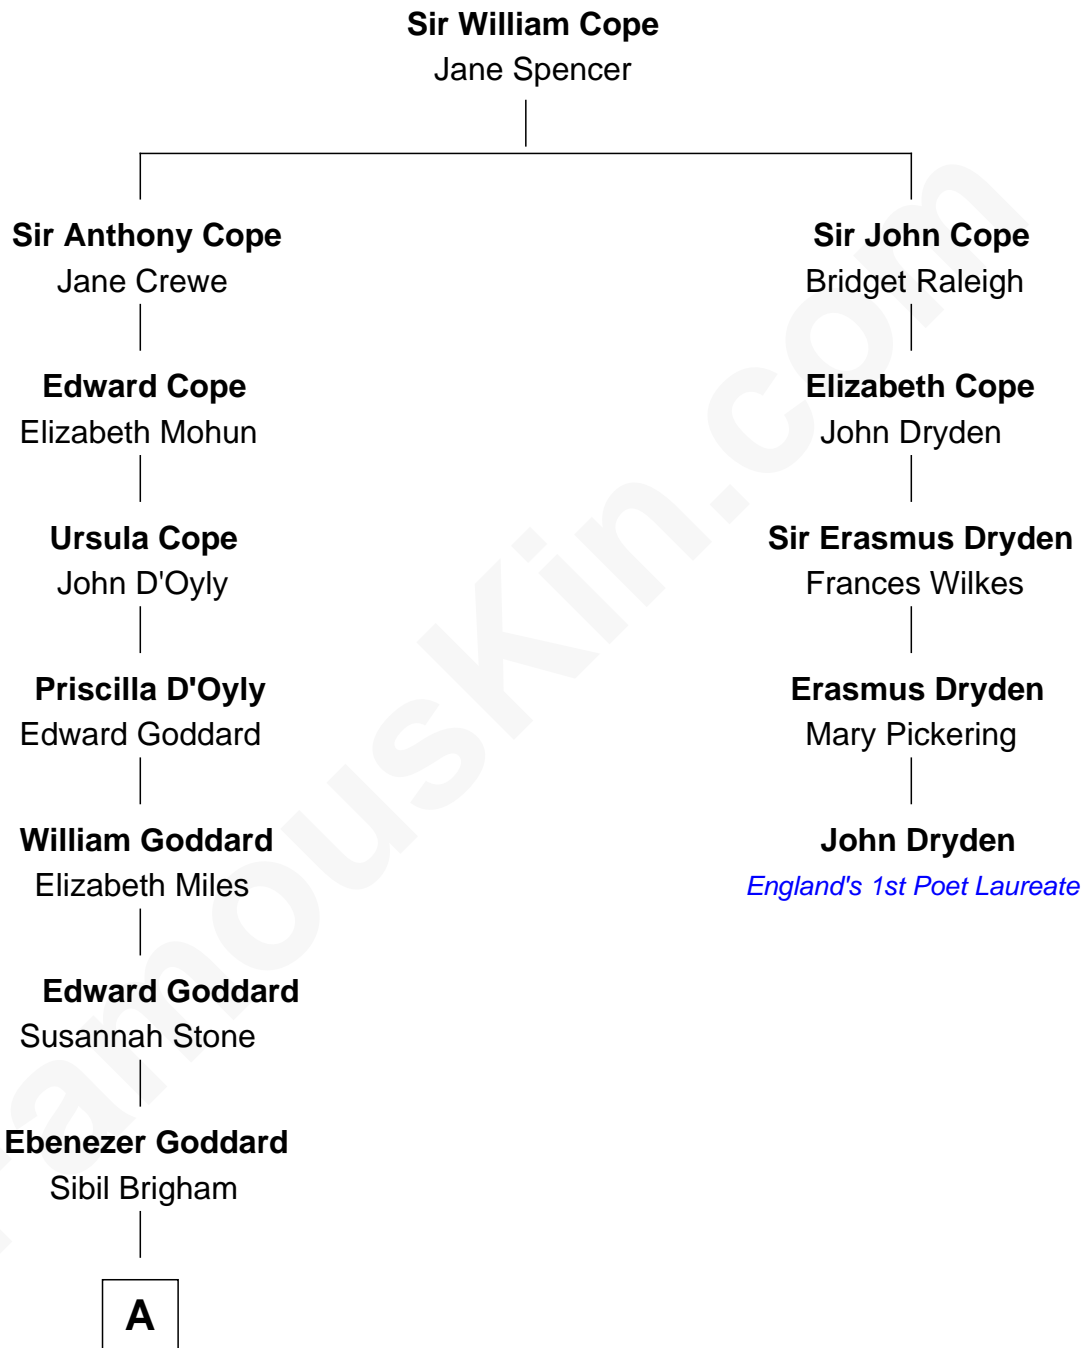 Sir William Cope
Jane Spencer
Sir Anthony Cope
Jane Crewe
Sir John Cope
Bridget Raleigh
Edward Cope
Elizabeth Mohun
Elizabeth Cope
John Dryden
Ursula Cope
John D'Oyly
Sir Erasmus Dryden
Frances Wilkes
Priscilla D'Oyly
Edward Goddard
Erasmus Dryden
Mary Pickering
William Goddard
Elizabeth Miles
John Dryden
England's 1st Poet Laureate
Edward Goddard
Susannah Stone
Ebenezer Goddard
Sibil Brigham
A
FamousKin.com